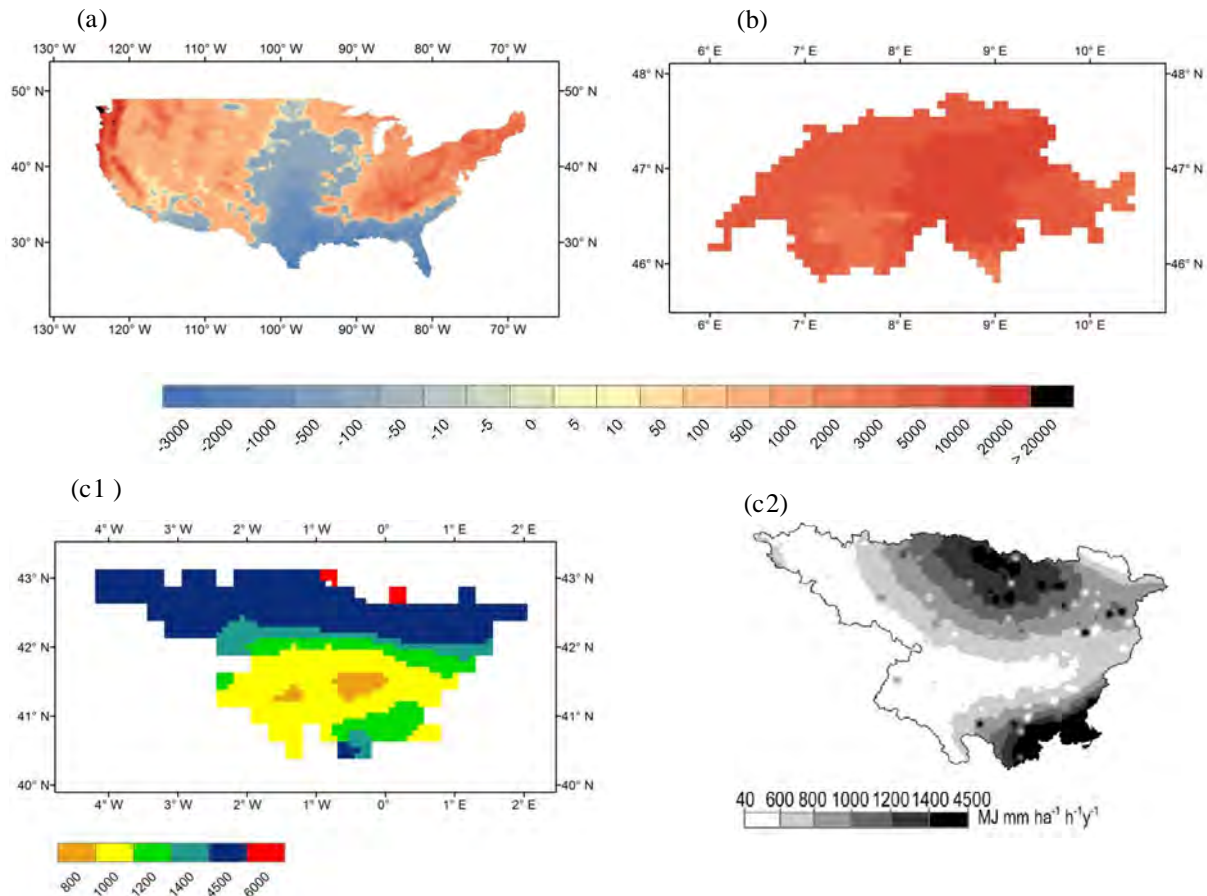 (a)
(b)
130° W 120° W 110° W 100° W 90° W 80° W 70° W
50° N
40° N
30° N
50° N
40° N
30° N
130° W 120° W 110° W 100° W 90° W 80° W 70° W
6° E 7° E 8° E 9° E 10° E
48° N
47° N
46° N
48° N
47° N
46° N
6° E 7° E 8° E 9° E 10° E
-3000 -2000 -1000 -500 -100 -50 -10 -5 0 5 10 50 100 500 1000 2000 3000 5000 10000 20000 > 20000
(c1 )
(c2)
4° W 3° W 2° W 1° W 0° 1° E 2° E
43° N
42° N
41° N
40° N
43° N
42° N
41° N
40° N
4° W 3° W 2° W 1° W 0° 1° E 2° E
800 1000 1200 1400 4500 6000
40 600 800 1000 1200 1400 4500
MJ mm ha⁻¹ h⁻¹y⁻¹